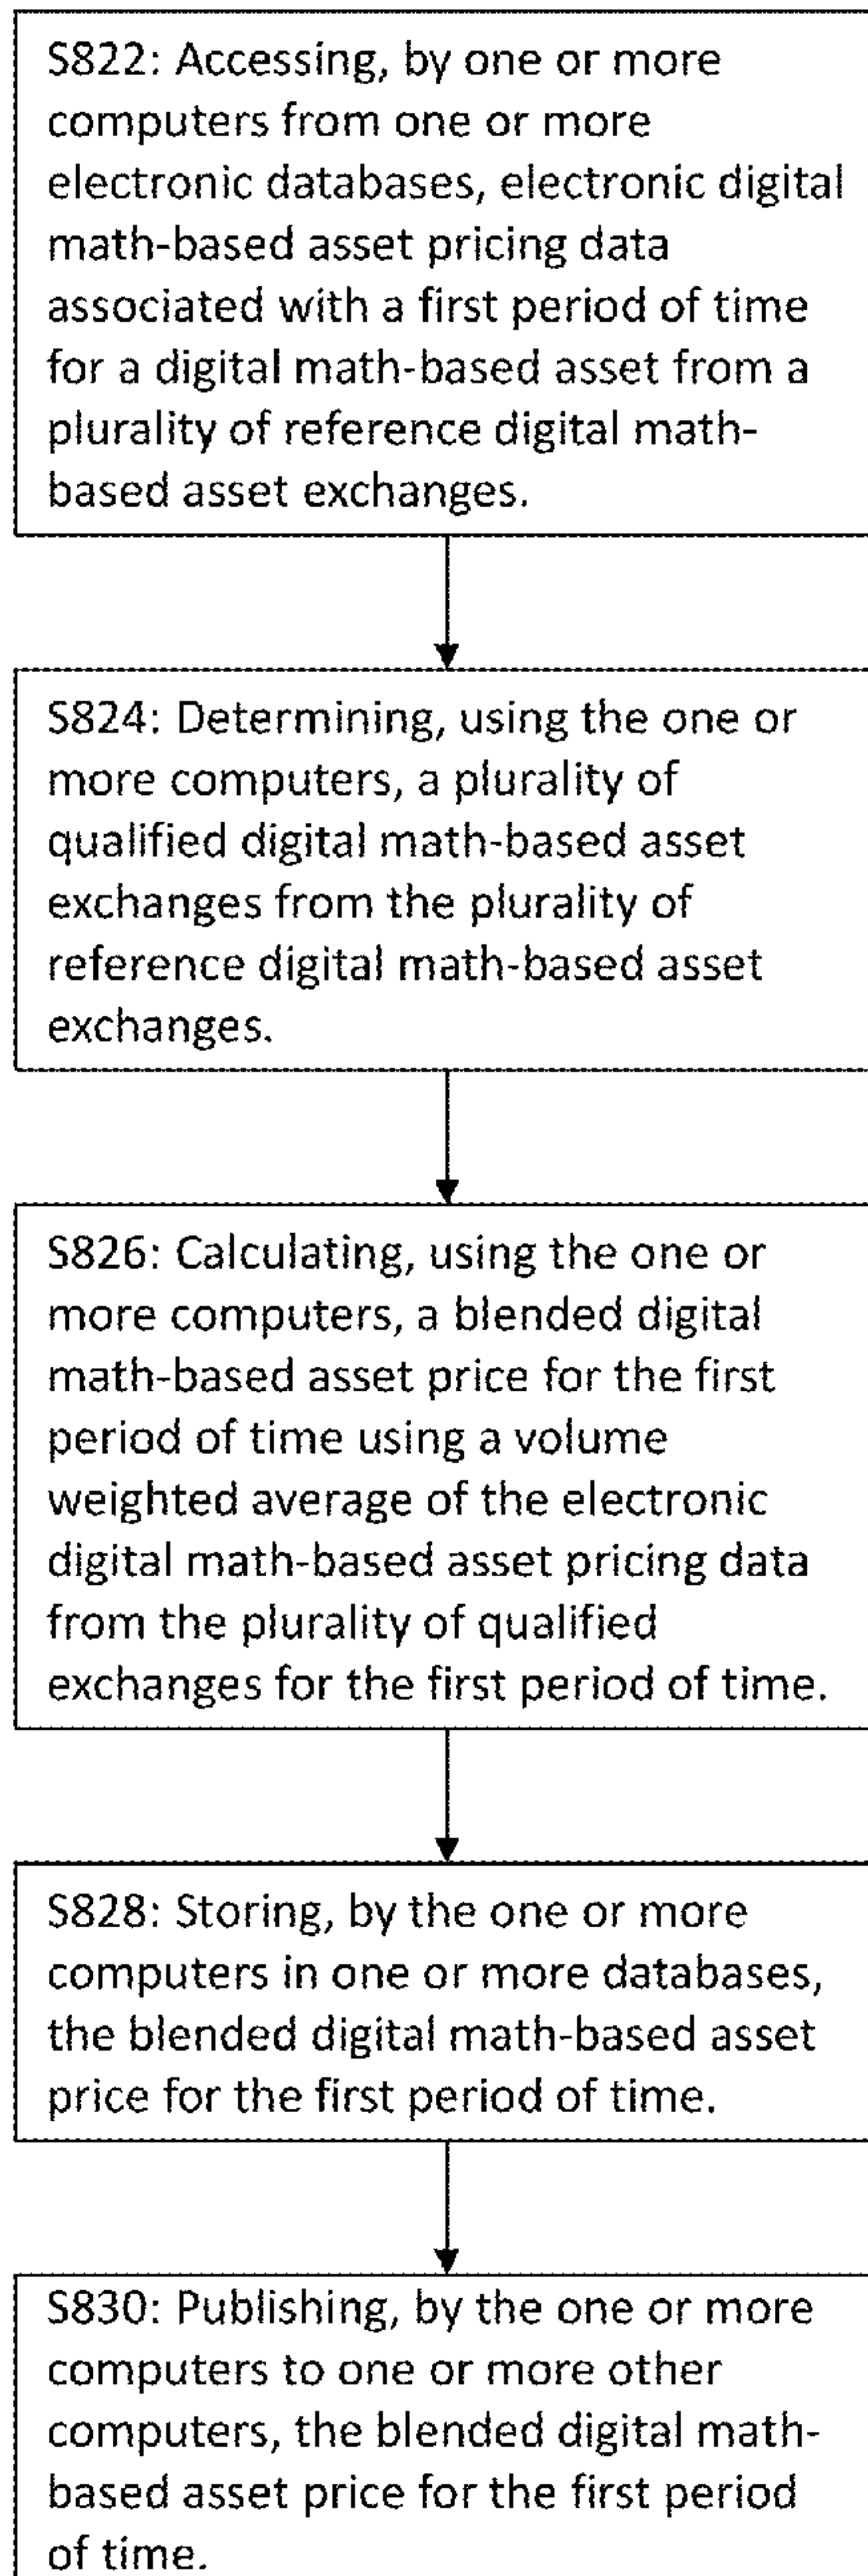 S822: Accessing, by one or more
computers from one or more
electronic databases, electronic digital
math-based asset pricing data
associated with a first period of time
for a digital math-based asset from a
plurality of reference digital math-
based asset exchanges.
S824: Determining, using the one or
more computers, a plurality of
qualified digital math-based asset
exchanges from the plurality of
reference digital math-based asset
exchanges.
S826: Calculating, using the one or
more computers, a blended digital
math-based asset price for the first
period of time using a volume
weighted average of the electronic
digital math-based asset pricing data
from the plurality of qualified
exchanges for the first period of time.
S828: Storing, by the one or more
computers in one or more databases,
the blended digital math-based asset
price for the first period of time.
S830: Publishing, by the one or more
computers to one or more other
computers, the blended digital math-
based asset price for the first period
of time.